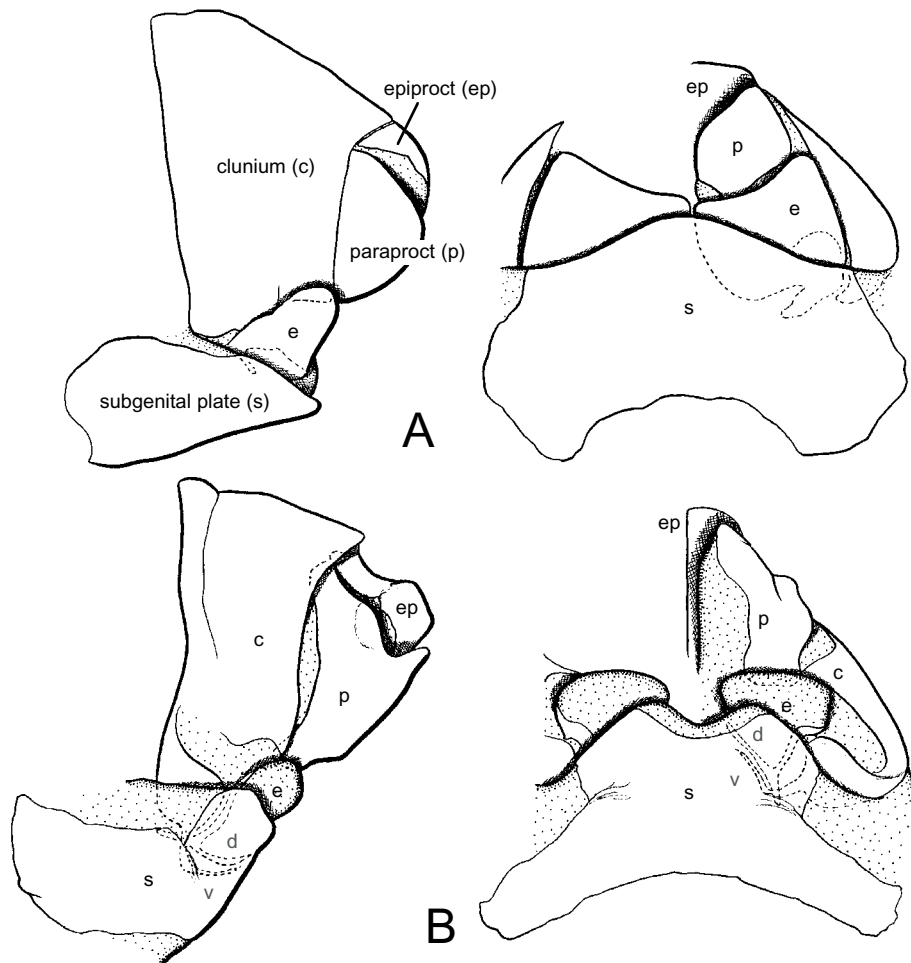 epiproct (ep)
clunium (c)
paraproct (p)
e
subgenital plate (s)
A
ep
p
e
s
c
ep
p
e
d
s
v
B
ep
p
c
e
d
v
s